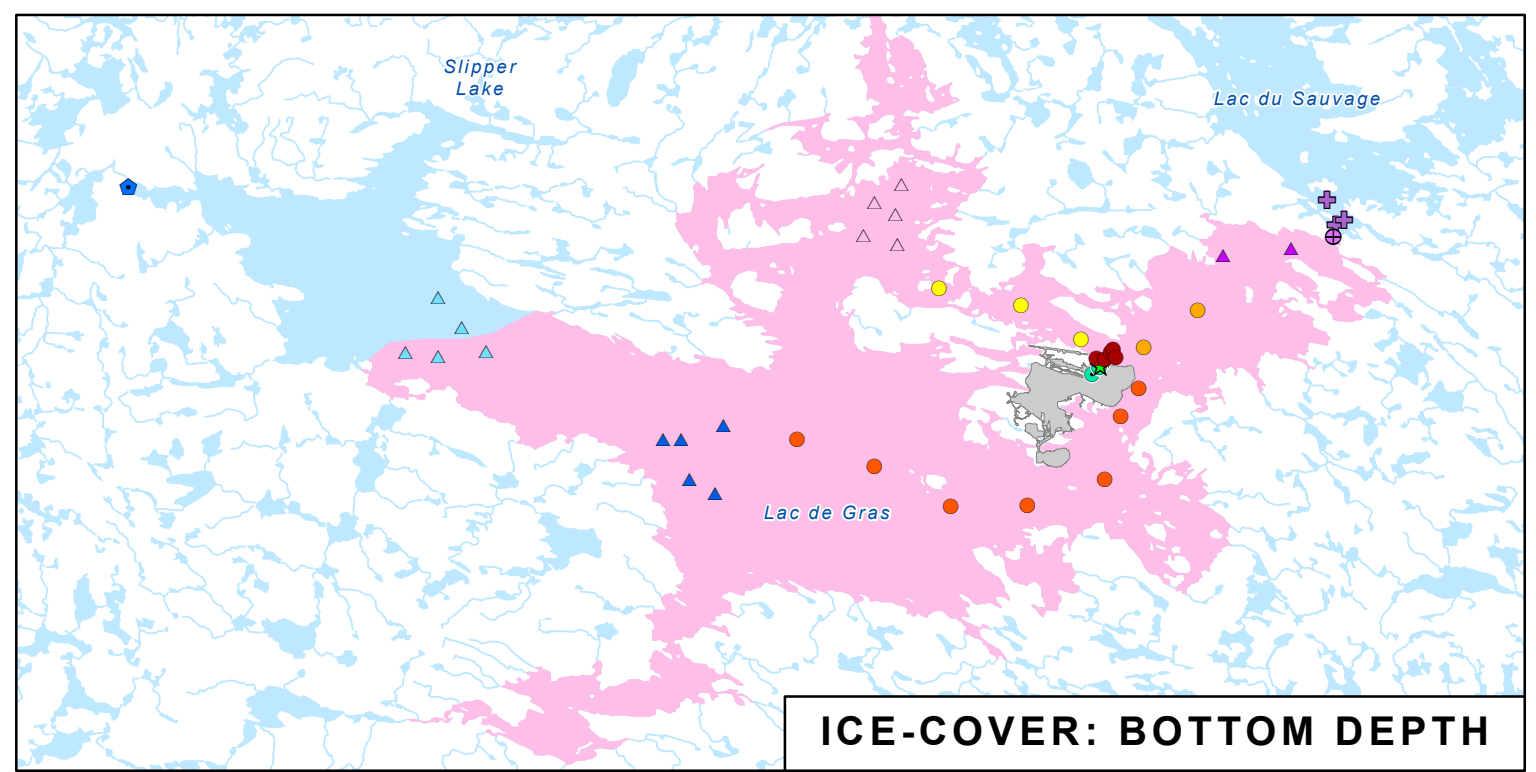 Slipper
Lake
Lac du Sauvage
Lac de Gras
ICE-COVER: BOTTOM DEPTH